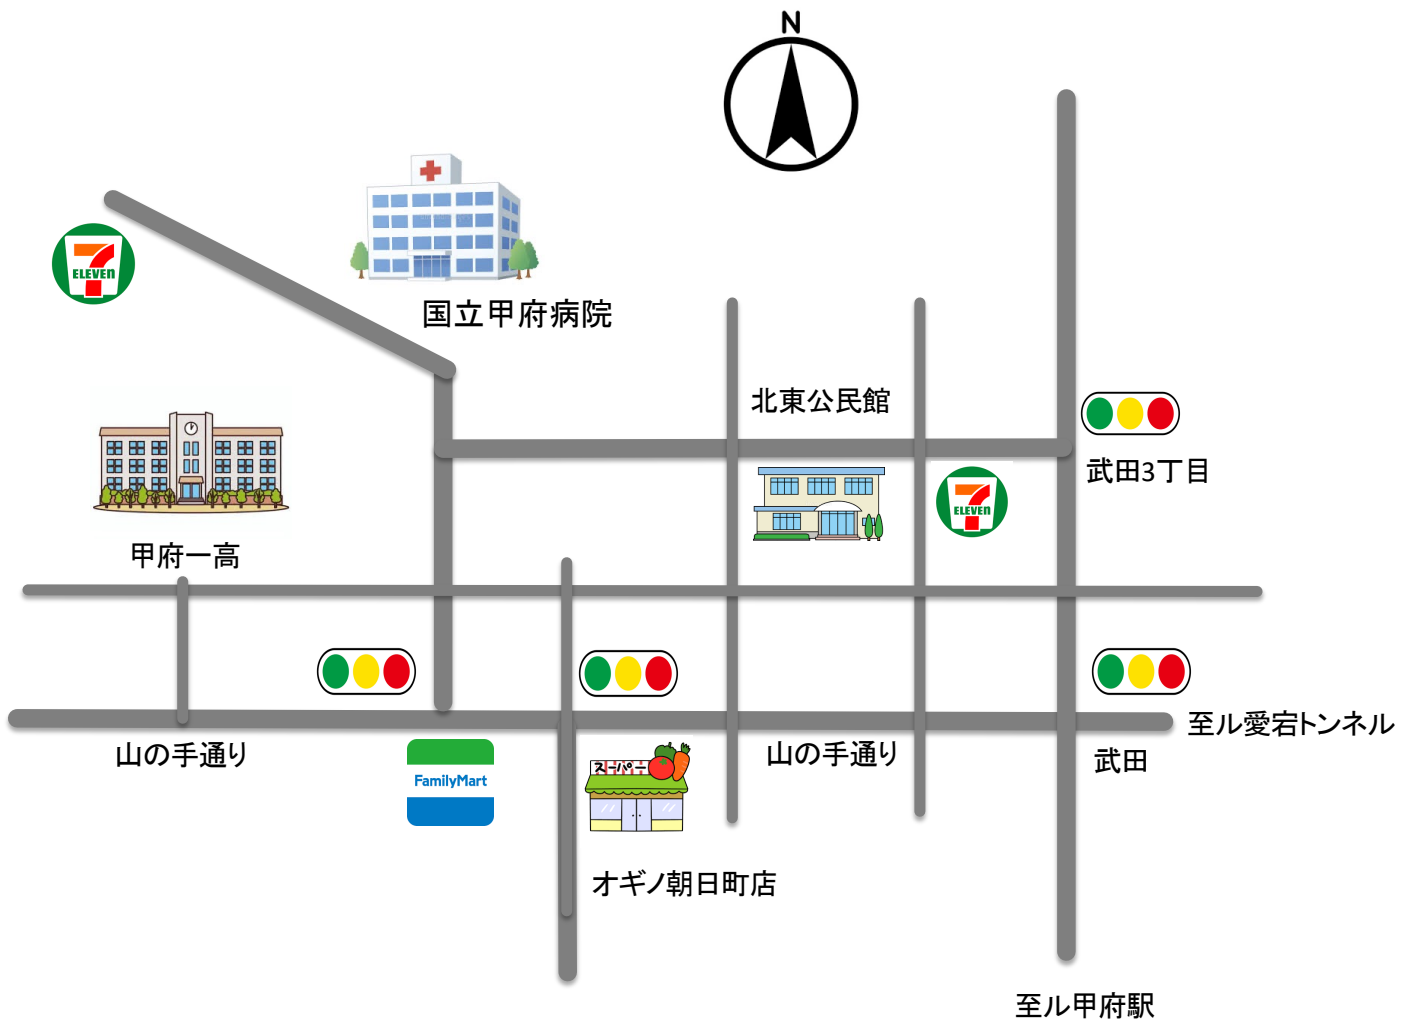 N
ELEVEN
国立甲府病院
北東公民館
武田3丁目
ELEVEN
甲府一高
山の手通り
FamilyMart
スーパー
山の手通り
至ル愛宕トンネル
武田
オギノ朝日町店
至ル甲府駅